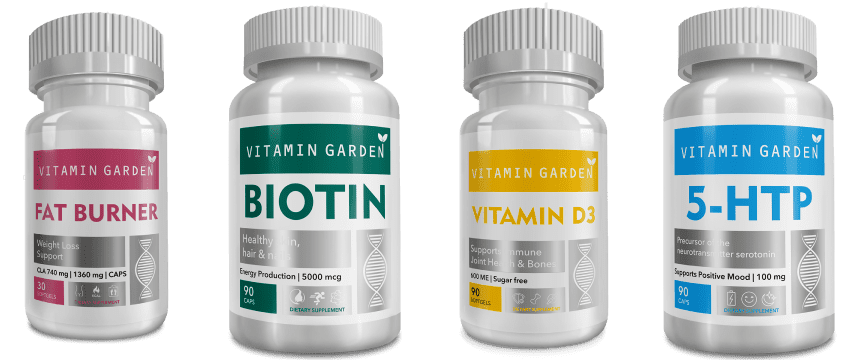 VITAMIN GARDEN
FAT BURNER
Weight Loss
Support
CLA 740 mg | 1360 mg | CAPS
30
SOFTGELS
VITAMIN GARDEN
BIOTIN
Healthy skin,
hair & nails
Energy Production | 5000 mcg
90
CAPS
DIETARY SUPPLEMENT
VITAMIN GARDEN
VITAMIN D3
Supports Immune
Joint Health & Bones
600 ME | Sugar free
90
SOFTGELS
VITAMIN GARDEN
5-HTP
Precursor of the
neurotransmitter serotonin
Supports Positive Mood | 100 mg
90
CAPS